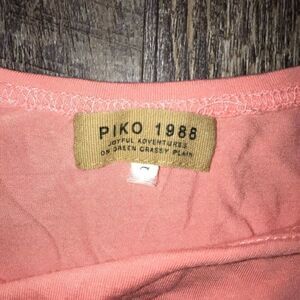 PIKO 1988
JOYFUL ADVENTURES
ON GREEN GRASSY PLAIN